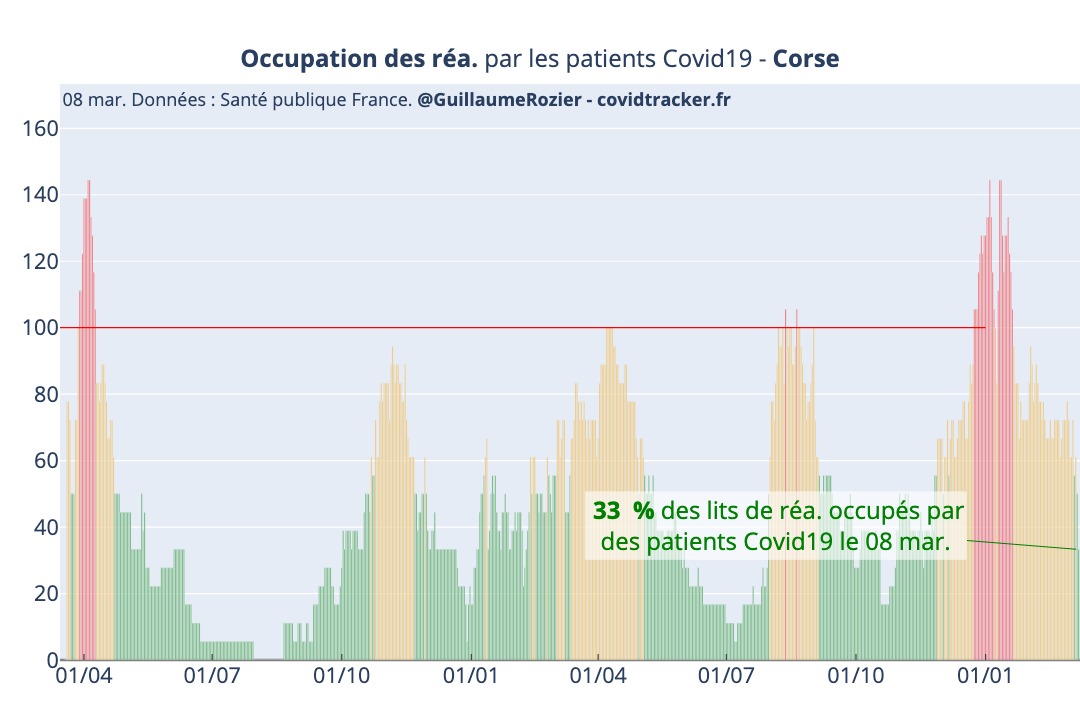 Occupation des réa. par les patients Covid19 - Corse
08 mar. Données : Santé publique France. @GuillaumeRozier - covidtracker.fr
160
140
120
100
80
60
40
20
0
33 % des lits de réa. occupés par
des patients Covid19 le 08 mar.
01/04 01/07 01/10 01/01 01/04 01/07 01/10 01/01